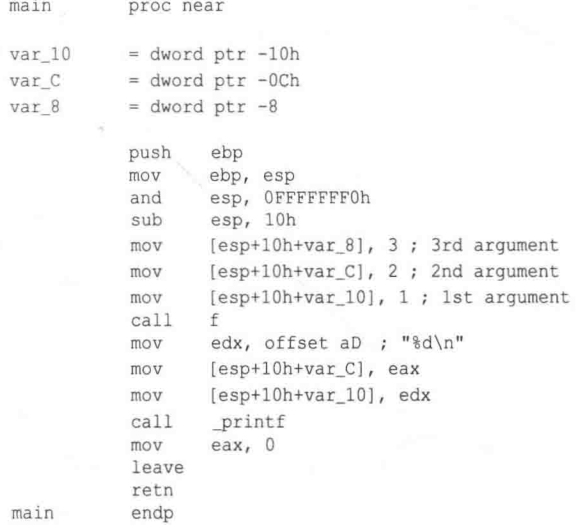 main proc near
var_10 = dword ptr -10h
var_C = dword ptr -0Ch
var_8 = dword ptr -8
push ebp
mov ebp, esp
and esp, 0FFFFFFF0h
sub esp, 10h
mov [esp+10h+var_8], 3 ; 3rd argument
mov [esp+10h+var_C], 2 ; 2nd argument
mov [esp+10h+var_10], 1 ; 1st argument
call f
mov edx, offset aD ; "%d\n"
mov [esp+10h+var_C], eax
mov [esp+10h+var_10], edx
call _printf
mov eax, 0
leave
retn
main endp